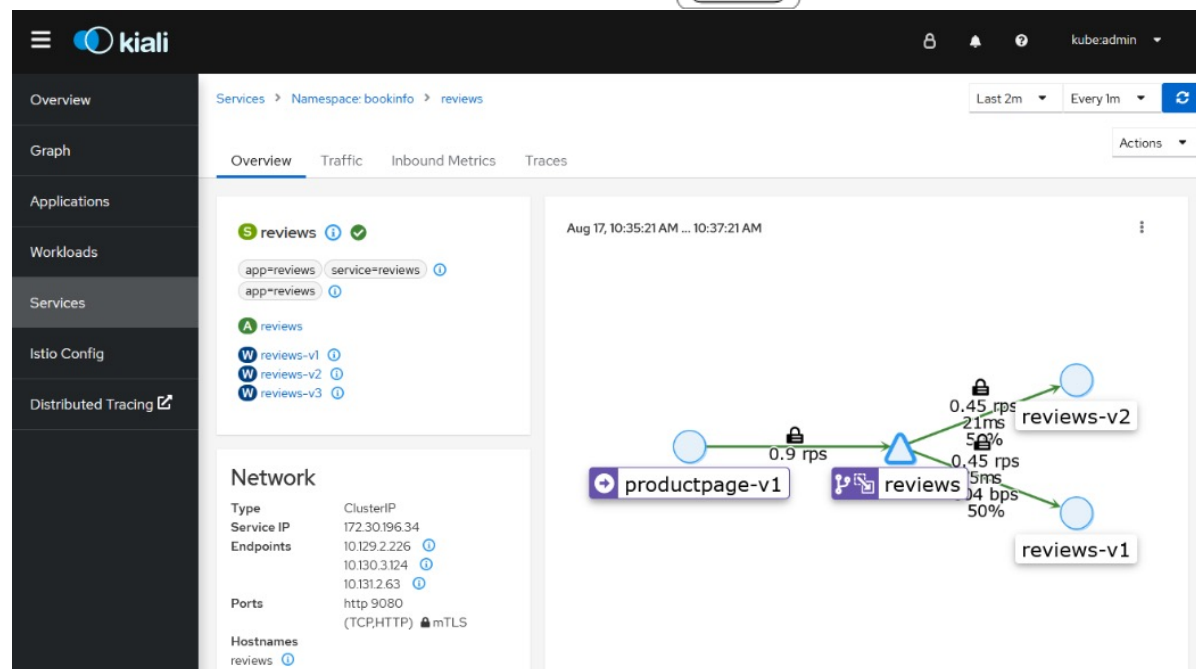 kiali
kube:admin
Overview
Graph
Applications
Workloads
Services
Istio Config
Distributed Tracing
Services > Namespace: bookinfo > reviews
Last 2m
Every 1m
Actions
Overview Traffic Inbound Metrics Traces
S reviews
app=reviews service=reviews
app=reviews
A reviews
W reviews-v1
W reviews-v2
W reviews-v3
Network
Type ClusterIP
Service IP 172.30.196.34
Endpoints 10.129.2.226
10.130.3.124
10.131.2.63
Ports http 9080
(TCP,HTTP) mTLS
Hostnames
reviews
Aug 17, 10:35:21 AM ... 10:37:21 AM
0.9 rps
productpage-v1
reviews
0.45 rps
21ms
reviews-v2
0.45 rps
bps
50%
reviews-v1